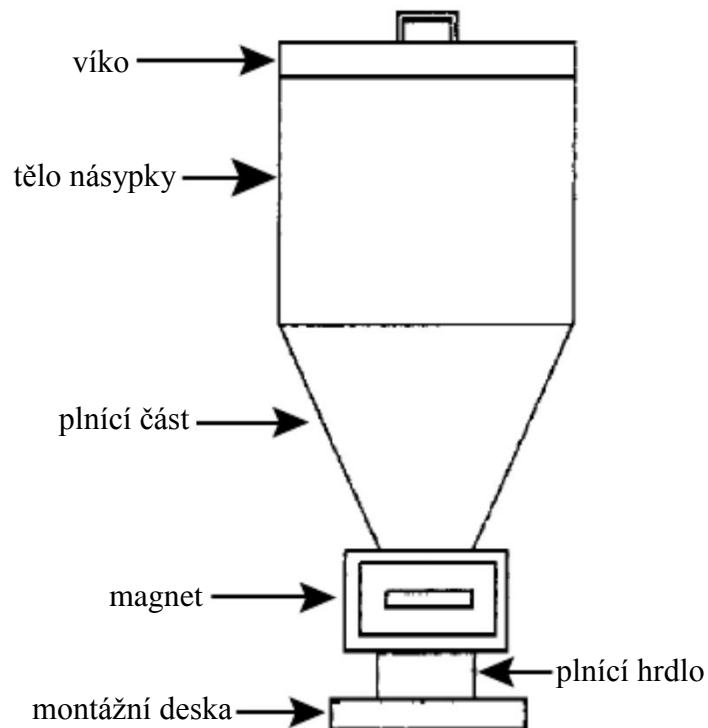 víko
tělo násypky
plnící část
magnet
plnící hrdlo
montážní deska